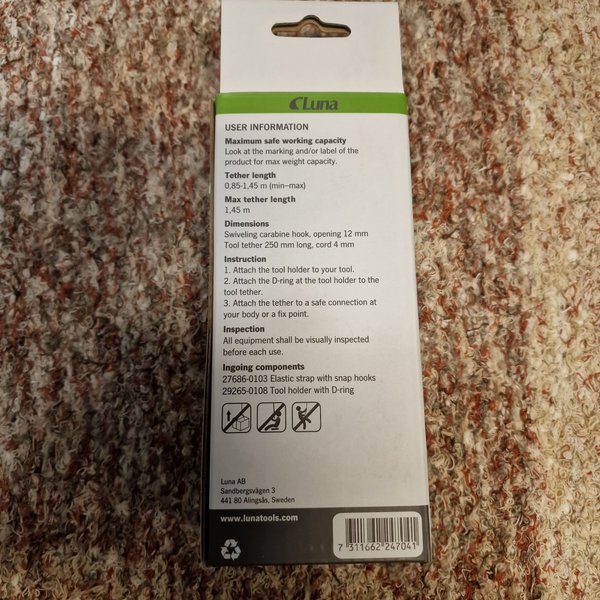 Luna
USER INFORMATION
Maximum safe working capacity
Look at the marking and/or label of the
product for max weight capacity.
Tether length
0,85-1,45 m (min–max)
Max tether length
1,45 m
Dimensions
Swiveling carabine hook, opening 12 mm
Tool tether 250 mm long, cord 4 mm
Instruction
1. Attach the tool holder to your tool.
2. Attach the D-ring at the tool holder to the
tool tether.
3. Attach the tether to a safe connection at
your body or a fix point.
Inspection
All equipment shall be visually inspected
before each use.
Ingoing components
27686-0103 Elastic strap with snap hooks
29265-0108 Tool holder with D-ring
Luna AB
Sandbergsvägen 3
441 80 Alingsås, Sweden
www.lunatools.com
7 311662 247041